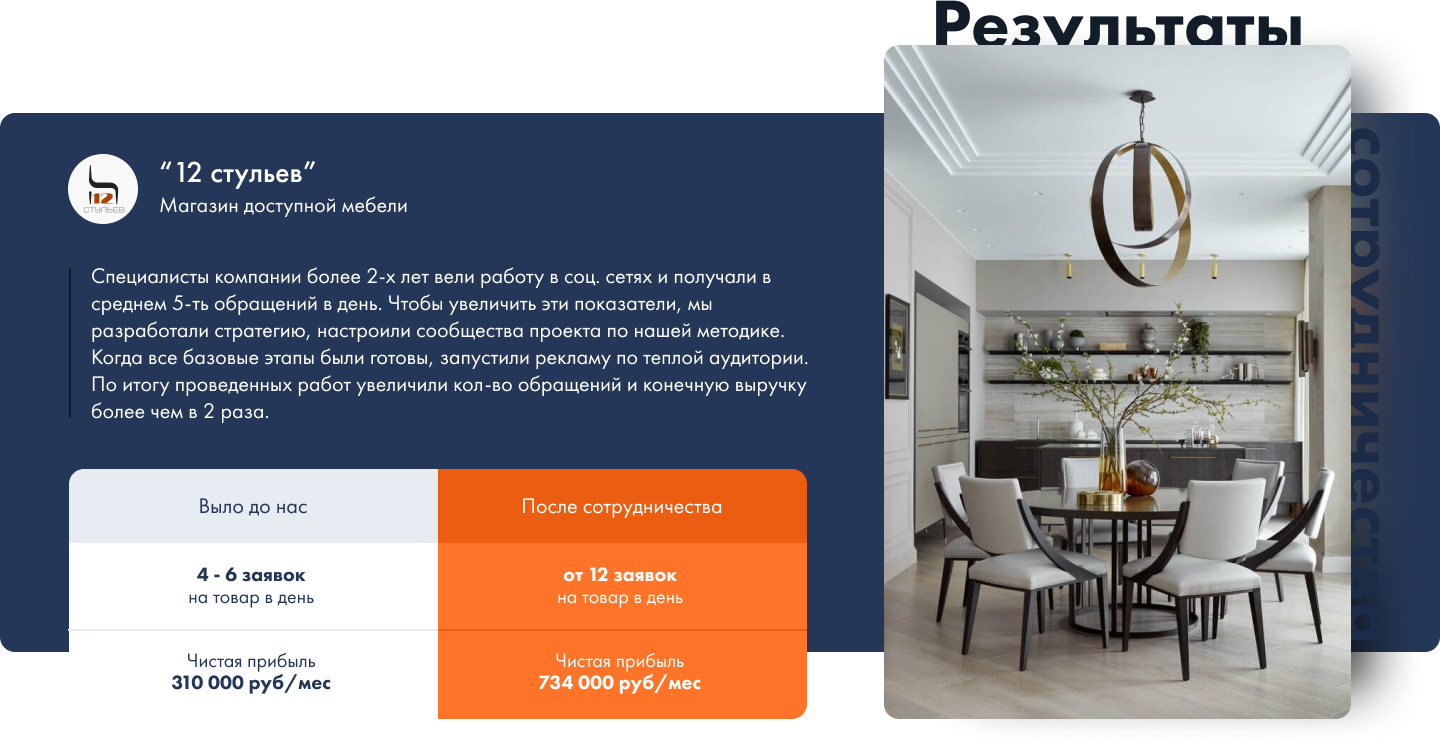 Результаты
сотрудничества
“12 стульев”
Магазин доступной мебели
12
СТУЛЬЕВ
Специалисты компании более 2-х лет вели работу в соц. сетях и получали в
среднем 5-ть обращений в день. Чтобы увеличить эти показатели, мы
разработали стратегию, настроили сообщества проекта по нашей методике.
Когда все базовые этапы были готовы, запустили рекламу по теплой аудитории.
По итогу проведенных работ увеличили кол-во обращений и конечную выручку
более чем в 2 раза.
Выло до нас
После сотрудничества
4 - 6 заявок
на товар в день
от 12 заявок
на товар в день
Чистая прибыль
310 000 руб/мес
Чистая прибыль
734 000 руб/мес